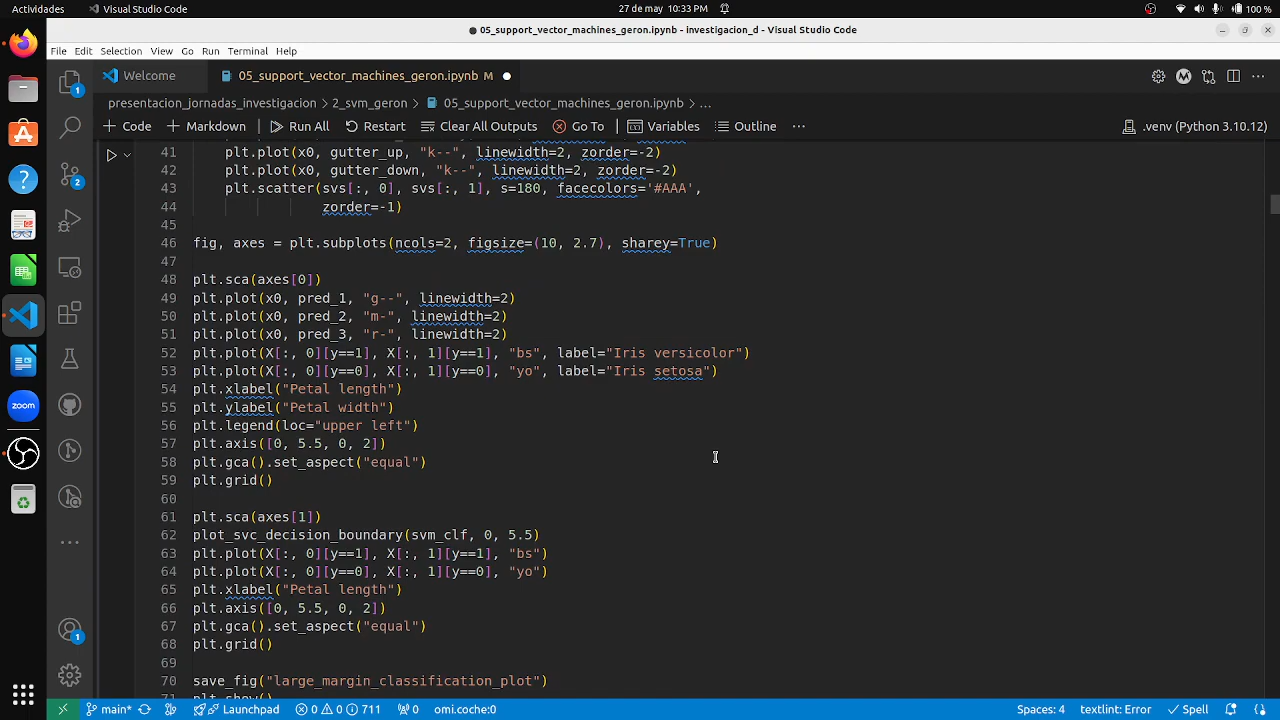 Actividades
Visual Studio Code
27 de may 10:33 PM
100 %
05_support_vector_machines_geron.ipynb - investigacion_d - Visual Studio Code
File Edit Selection View Go Run Terminal Help
Welcome
05_support_vector_machines_geron.ipynb M
presentacion_jornadas_investigacion > 2_svm_geron > 05_support_vector_machines_geron.ipynb > ...
+ Code + Markdown Run All Restart Clear All Outputs Go To Variables Outline ... .venv (Python 3.10.12)
41 plt.plot(x0, gutter_up, "k--", linewidth=2, zorder=-2)
42 plt.plot(x0, gutter_down, "k--", linewidth=2, zorder=-2)
43 plt.scatter(svs[:, 0], svs[:, 1], s=180, facecolors='#AAA',
44 zorder=-1)
45
46 fig, axes = plt.subplots(ncols=2, figsize=(10, 2.7), sharey=True)
47
48 plt.sca(axes[0])
49 plt.plot(x0, pred_1, "g--", linewidth=2)
50 plt.plot(x0, pred_2, "m-", linewidth=2)
51 plt.plot(x0, pred_3, "r-", linewidth=2)
52 plt.plot(X[:, 0][y==1], X[:, 1][y==1], "bs", label="Iris versicolor")
53 plt.plot(X[:, 0][y==0], X[:, 1][y==0], "yo", label="Iris setosa")
54 plt.xlabel("Petal length")
55 plt.ylabel("Petal width")
56 plt.legend(loc="upper left")
57 plt.axis([0, 5.5, 0, 2])
58 plt.gca().set_aspect("equal")
59 plt.grid()
60
61 plt.sca(axes[1])
62 plot_svc_decision_boundary(svm_clf, 0, 5.5)
63 plt.plot(X[:, 0][y==1], X[:, 1][y==1], "bs")
64 plt.plot(X[:, 0][y==0], X[:, 1][y==0], "yo")
65 plt.xlabel("Petal length")
66 plt.axis([0, 5.5, 0, 2])
67 plt.gca().set_aspect("equal")
68 plt.grid()
69
70 save_fig("large_margin_classification_plot")
71 plt.show()
1
2
1
1
zoom
main* Launchpad 0 0 711 0 omi.coche:0 Spaces: 4 textlint: Error Spell